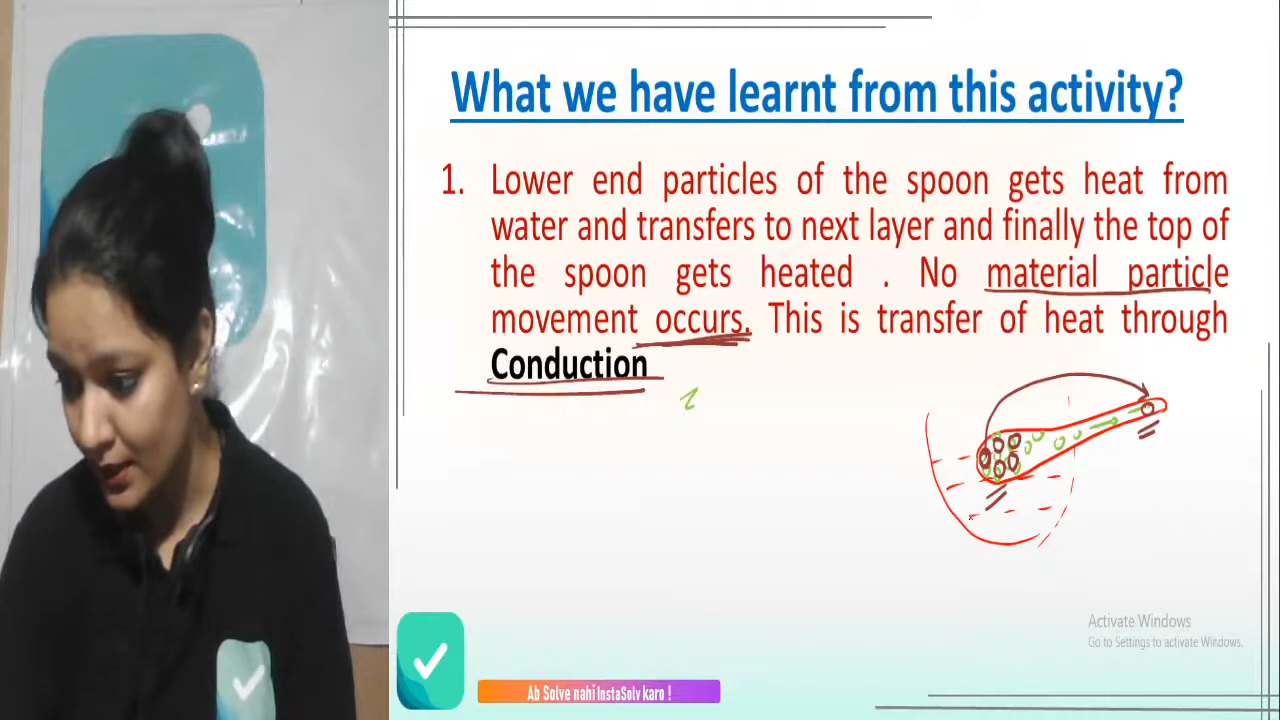 What we have learnt from this activity?
1. Lower end particles of the spoon gets heat from
water and transfers to next layer and finally the top of
the spoon gets heated . No material particle
movement occurs. This is transfer of heat through
Conduction
Activate Windows
Go to Settings to activate Windows.
Ab Solve nahi InstaSolv karo !